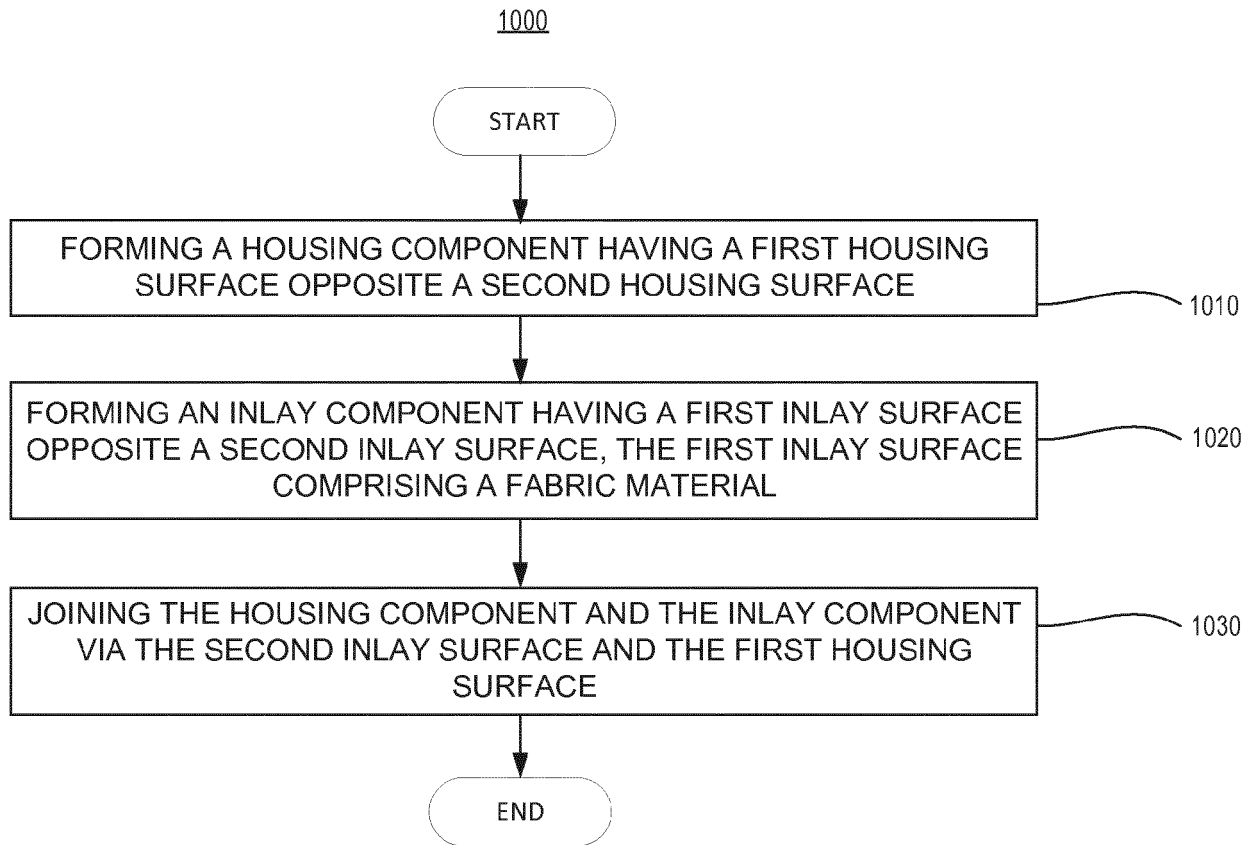 1000
START
FORMING A HOUSING COMPONENT HAVING A FIRST HOUSING
SURFACE OPPOSITE A SECOND HOUSING SURFACE
1010
FORMING AN INLAY COMPONENT HAVING A FIRST INLAY SURFACE
OPPOSITE A SECOND INLAY SURFACE, THE FIRST INLAY SURFACE
COMPRISING A FABRIC MATERIAL
1020
JOINING THE HOUSING COMPONENT AND THE INLAY COMPONENT
VIA THE SECOND INLAY SURFACE AND THE FIRST HOUSING
SURFACE
1030
END